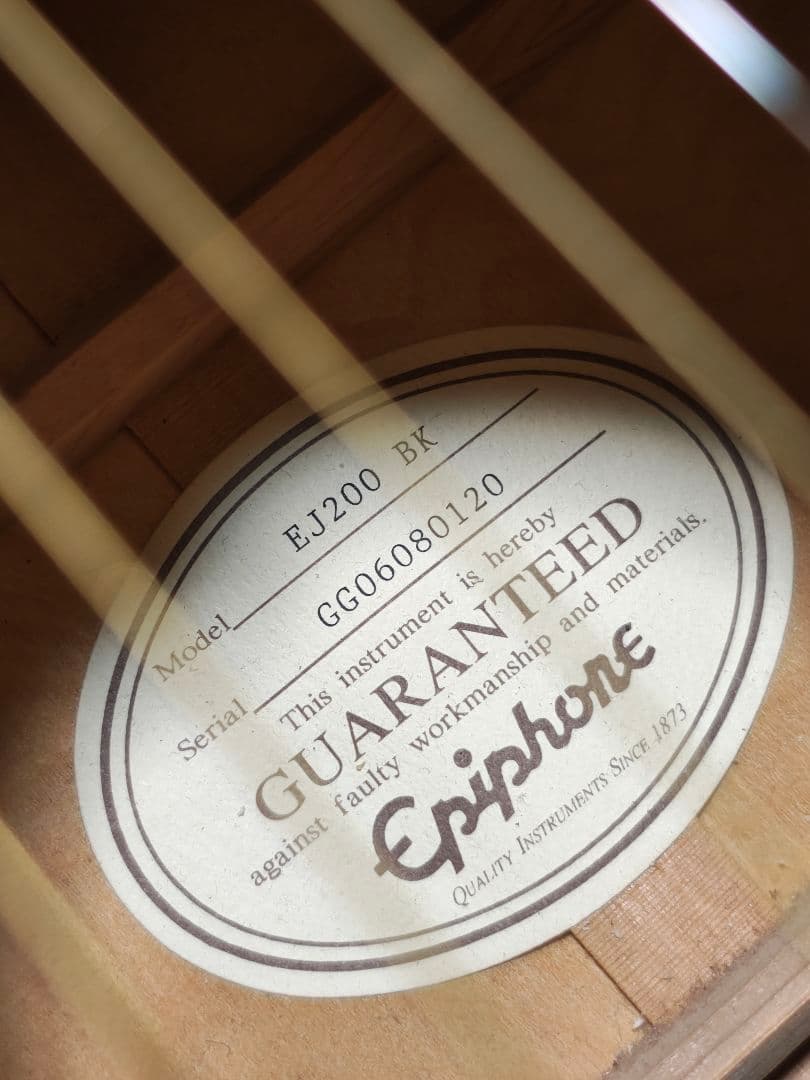 Model EJ200 BK
Serial GG06080120
This instrument is hereby
GUARANTEED
against faulty workmanship and materials.
Epiphone
QUALITY INSTRUMENTS SINCE 1873